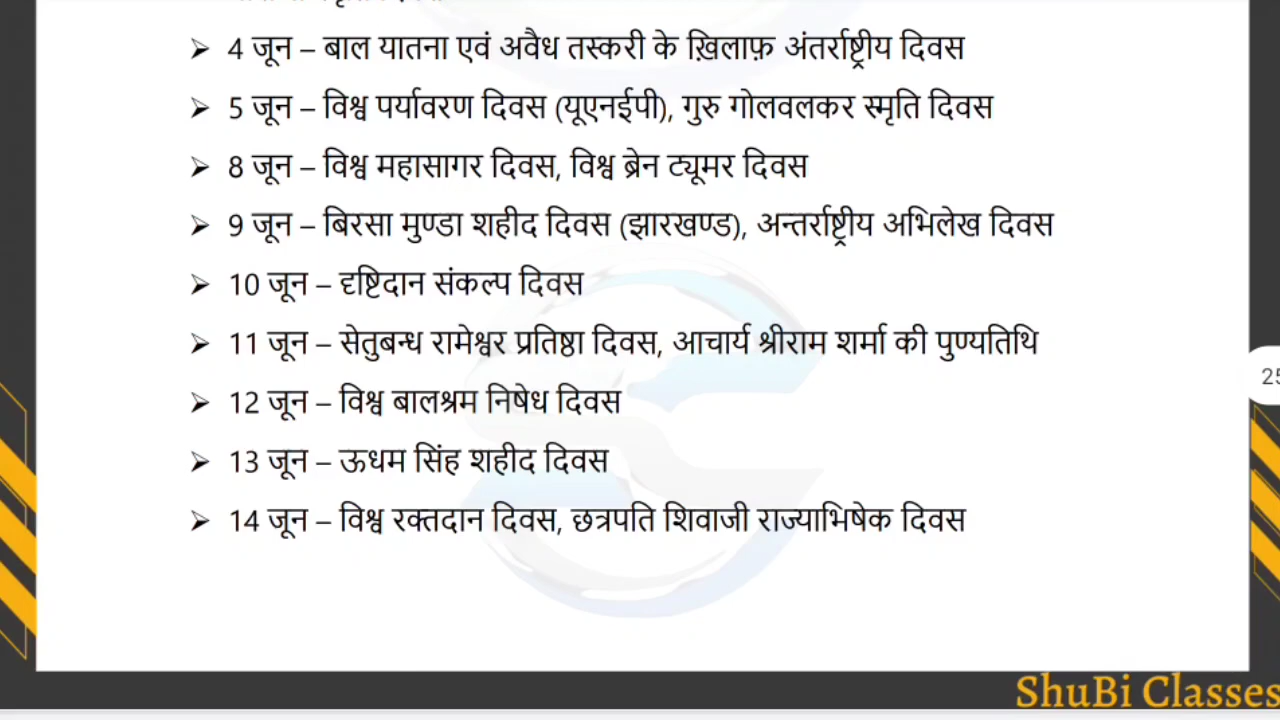 ➢ 4 जून – बाल यातना एवं अवैध तस्करी के ख़िलाफ़ अंतर्राष्ट्रीय दिवस
➢ 5 जून – विश्व पर्यावरण दिवस (यूएनईपी), गुरु गोलवलकर स्मृति दिवस
➢ 8 जून – विश्व महासागर दिवस, विश्व ब्रेन ट्यूमर दिवस
➢ 9 जून – बिरसा मुण्डा शहीद दिवस (झारखण्ड), अन्तर्राष्ट्रीय अभिलेख दिवस
➢ 10 जून – दृष्टिदान संकल्प दिवस
➢ 11 जून – सेतुबन्ध रामेश्वर प्रतिष्ठा दिवस, आचार्य श्रीराम शर्मा की पुण्यतिथि
25
➢ 12 जून – विश्व बालश्रम निषेध दिवस
➢ 13 जून – ऊधम सिंह शहीद दिवस
➢ 14 जून – विश्व रक्तदान दिवस, छत्रपति शिवाजी राज्याभिषेक दिवस
ShuBi Classes